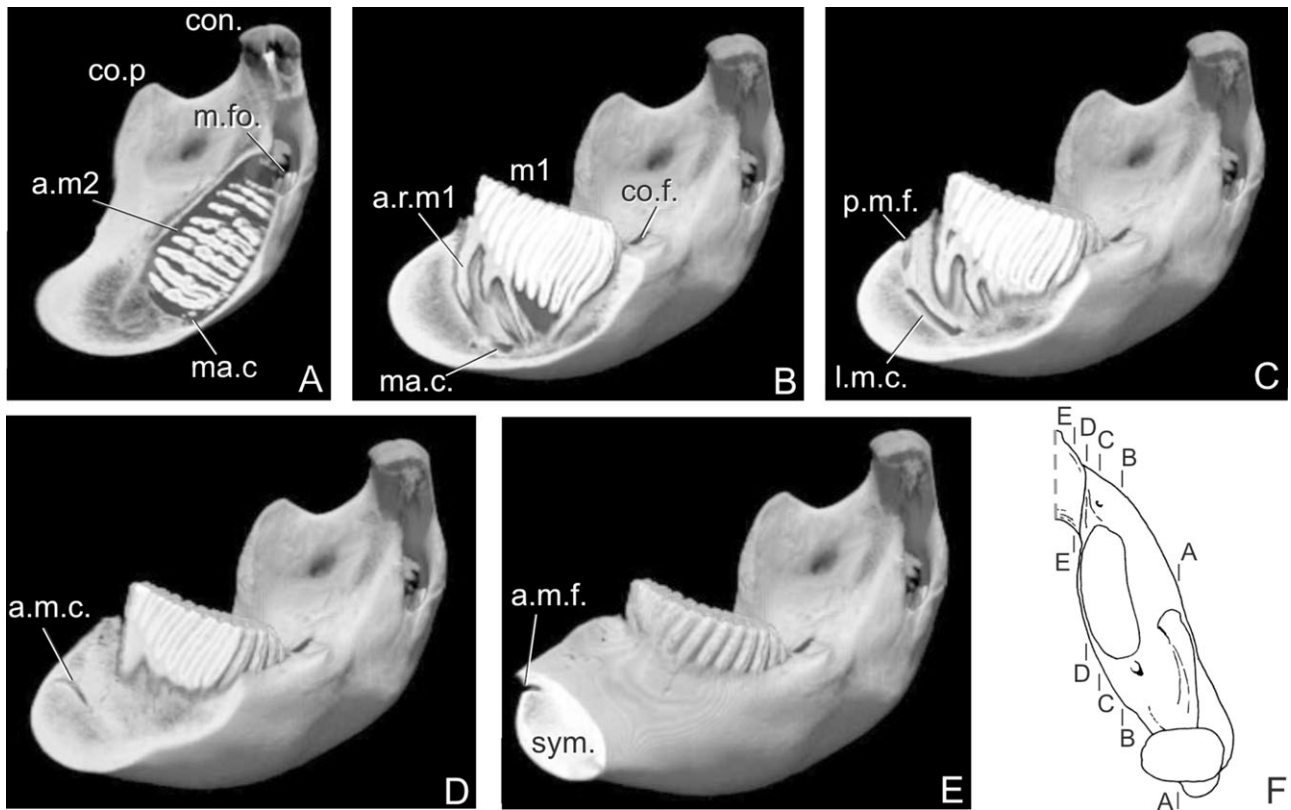 con.
co.p
m.fo.
a.m2
ma.c
A
m1
a.r.m1
co.f.
ma.c.
B
p.m.f.
l.m.c.
C
a.m.c.
D
a.m.f.
sym.
E
E
D
C
B
A
E
D
C
B
A
F